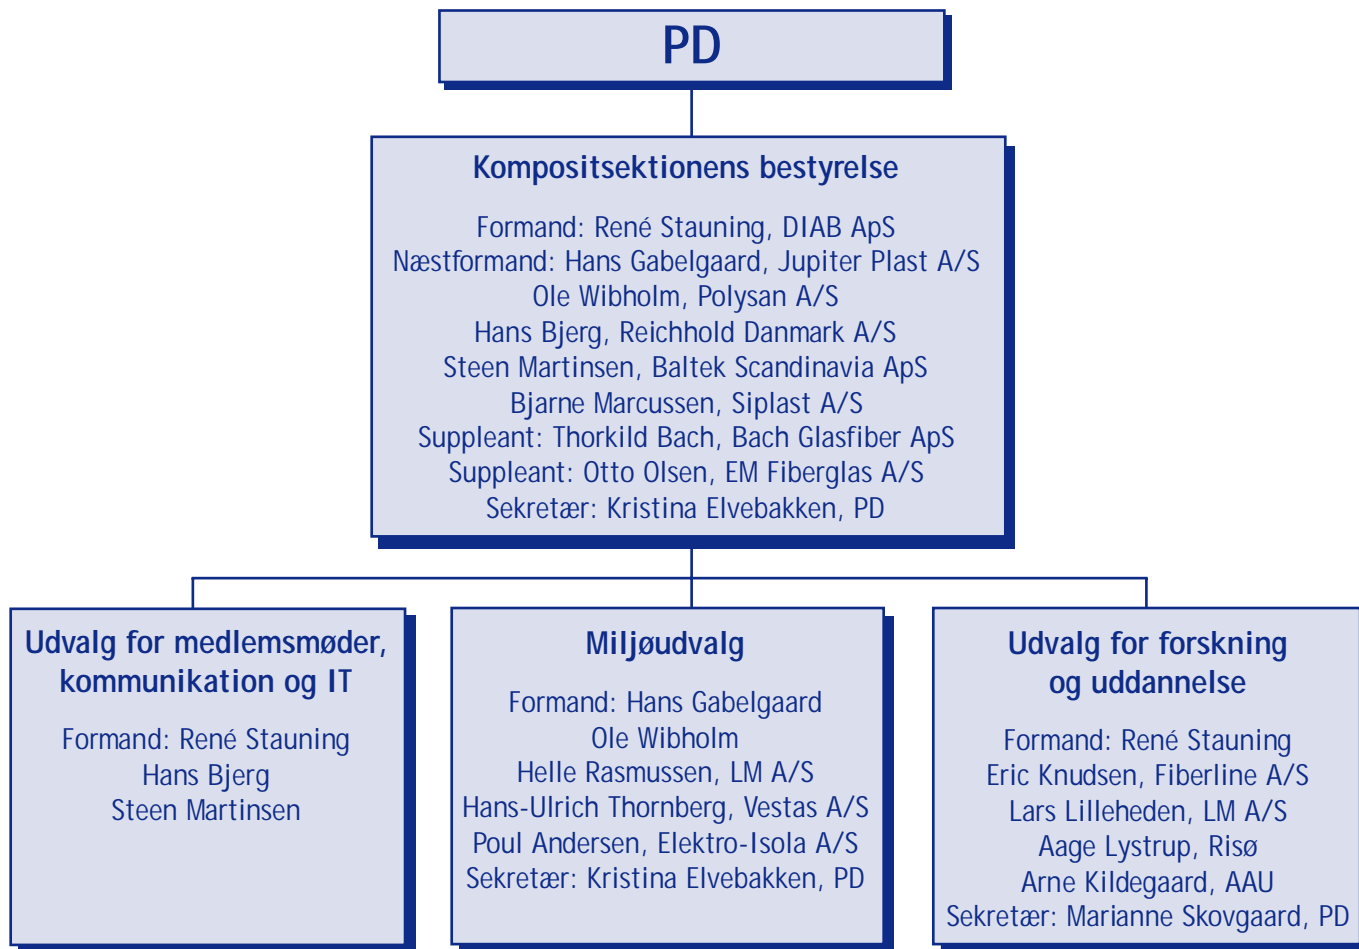 PD
Kompositsektionens bestyrelse
Formand: René Stauning, DIAB ApS
Næstformand: Hans Gabelgaard, Jupiter Plast A/S
Ole Wibholm, Polysan A/S
Hans Bjerg, Reichhold Danmark A/S
Steen Martinsen, Baltek Scandinavia ApS
Bjarne Marcussen, Siplast A/S
Suppleant: Thorkild Bach, Bach Glasfiber ApS
Suppleant: Otto Olsen, EM Fiberglas A/S
Sekretær: Kristina Elvebakken, PD
Udvalg for medlemsmøder,
kommunikation og IT
Formand: René Stauning
Hans Bjerg
Steen Martinsen
Miljøudvalg
Formand: Hans Gabelgaard
Ole Wibholm
Helle Rasmussen, LM A/S
Hans-Ulrich Thornberg, Vestas A/S
Poul Andersen, Elektro-Isola A/S
Sekretær: Kristina Elvebakken, PD
Udvalg for forskning
og uddannelse
Formand: René Stauning
Eric Knudsen, Fiberline A/S
Lars Lilleheden, LM A/S
Aage Lystrup, Risø
Arne Kildegaard, AAU
Sekretær: Marianne Skovgaard, PD